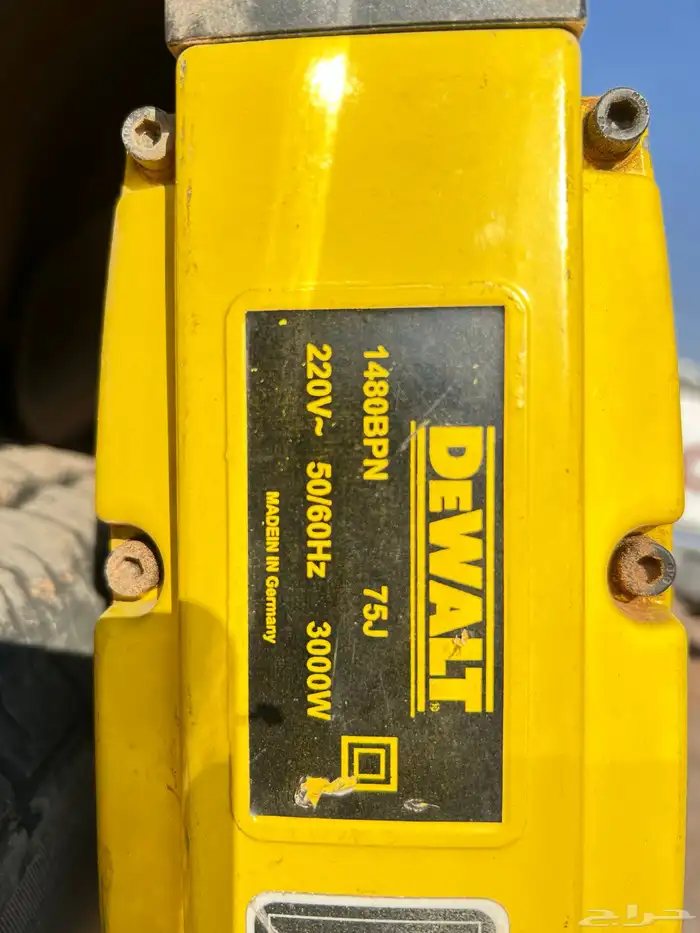 DEWALT®
1480BPN 75J
220V~ 50/60Hz 3000W
MADEIN IN Germany
حراج